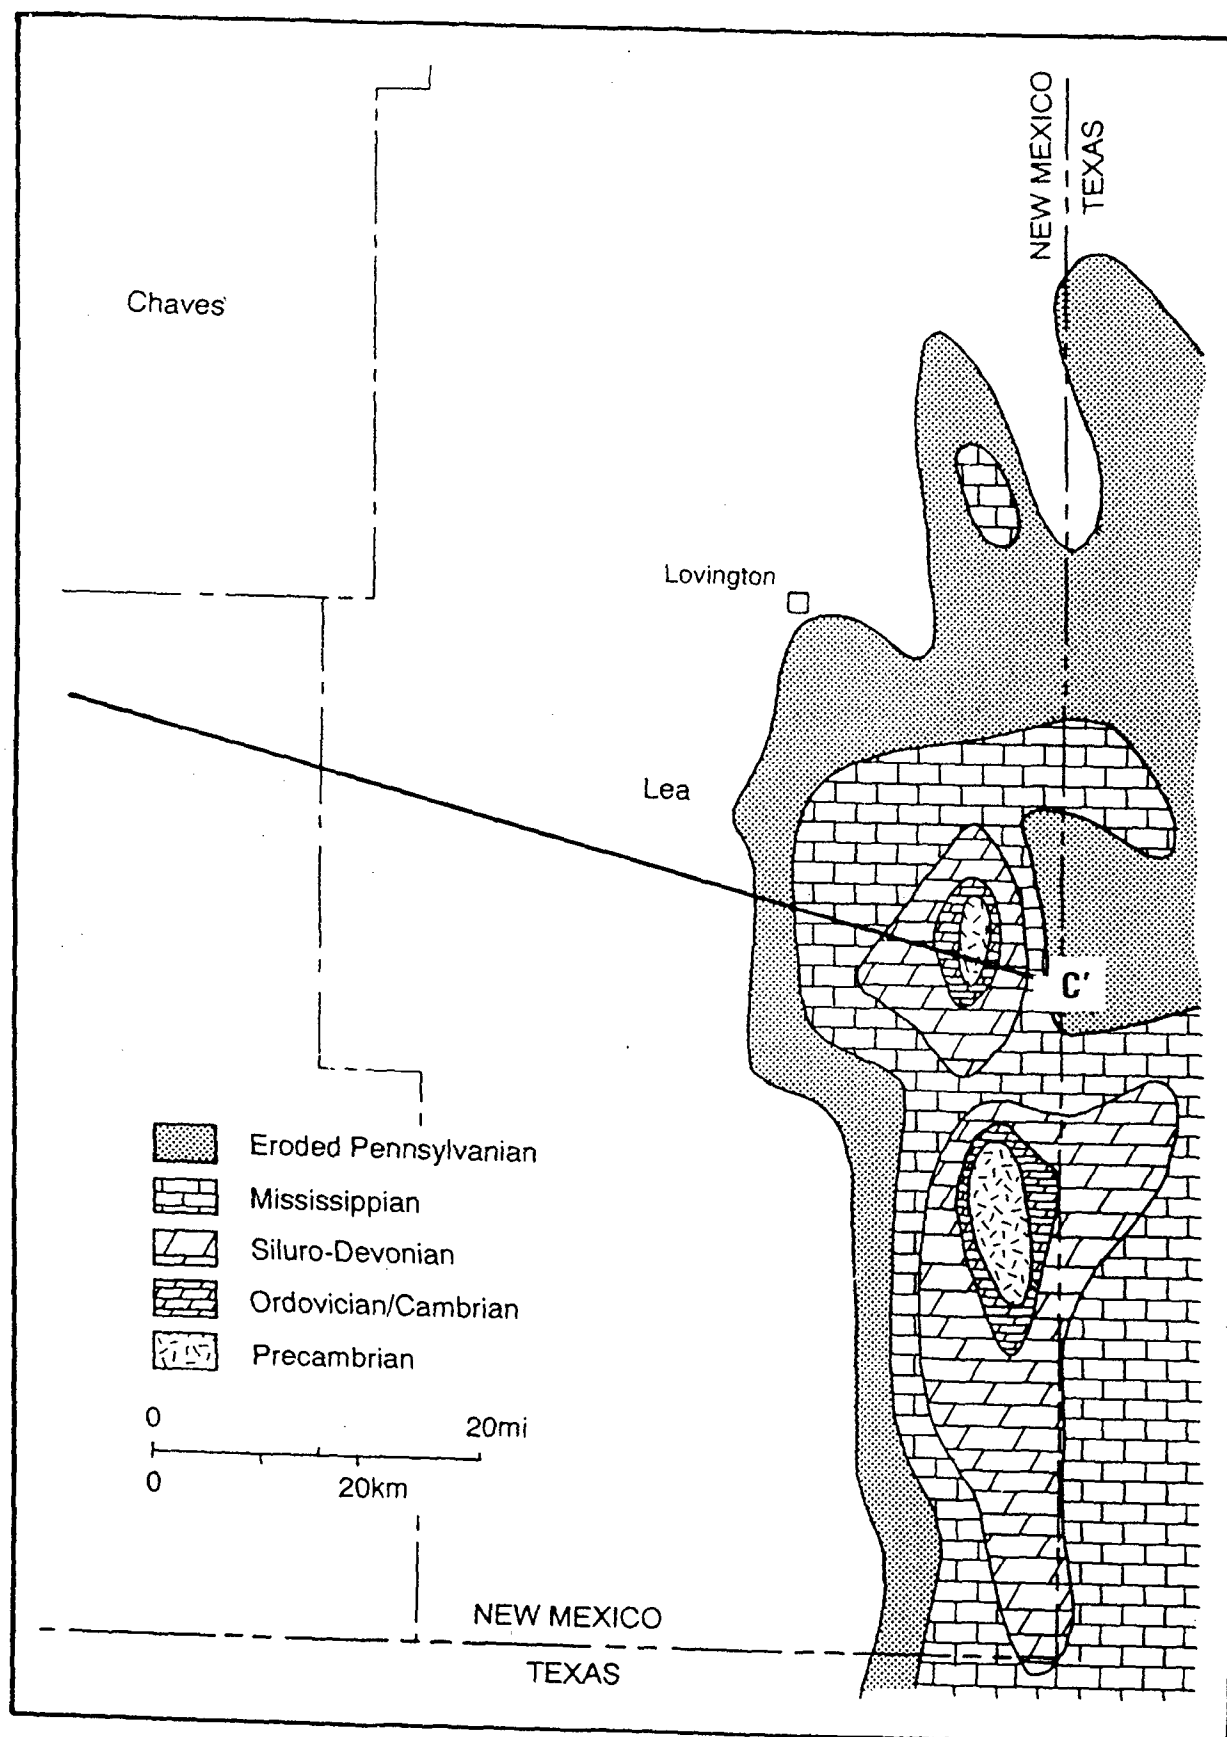 NEW MEXICO
TEXAS
Chaves
Lovington
Lea
C'
Eroded Pennsylvanian
Mississippian
Siluro-Devonian
Ordovician/Cambrian
Precambrian
0 20mi
0 20km
NEW MEXICO
TEXAS